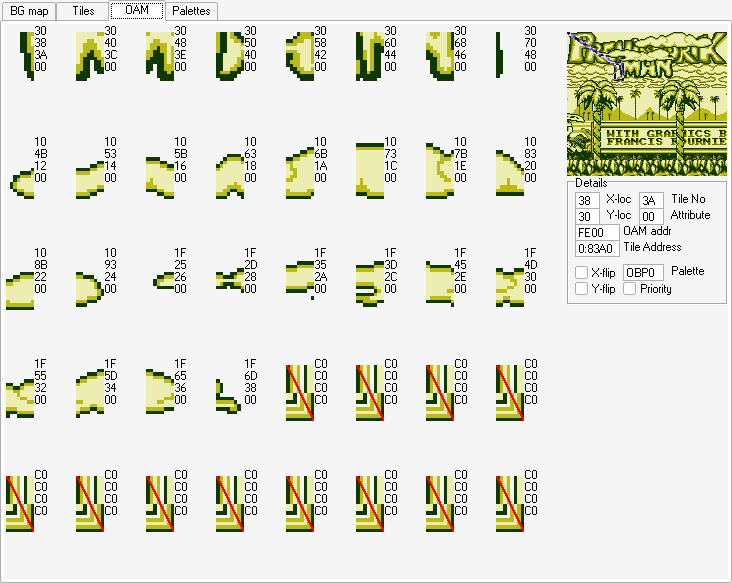 BG map Tiles OAM Palettes
30 30 30 30 30 30 30 30
38 40 48 50 58 60 68 70
3A 3C 3E 40 42 44 46 48
00 00 00 00 00 00 00 00
MAN
WITH GRAPHICS B
FRANCIS FOURNIE
10 10 10 10 10 10 10 10
4B 53 5B 63 6B 73 7B 83
12 14 16 18 1A 1C 1E 20
00 00 00 00 00 00 00 00
Details
38 X-loc 3A Tile No
30 Y-loc 00 Attribute
FE00 OAM addr
0:83A0 Tile Address
X-flip OBP0 Palette
Y-flip Priority
10 10 1F 1F 1F 1F 1F 1F
8B 93 25 2D 35 3D 45 4D
22 24 26 28 2A 2C 2E 30
00 00 00 00 00 00 00 00
1F 1F 1F 1F C0 C0 C0 C0
55 5D 65 6D C0 C0 C0 C0
32 34 36 38 C0 C0 C0 C0
00 00 00 00 C0 C0 C0 C0
C0 C0 C0 C0 C0 C0 C0 C0
C0 C0 C0 C0 C0 C0 C0 C0
C0 C0 C0 C0 C0 C0 C0 C0
C0 C0 C0 C0 C0 C0 C0 C0